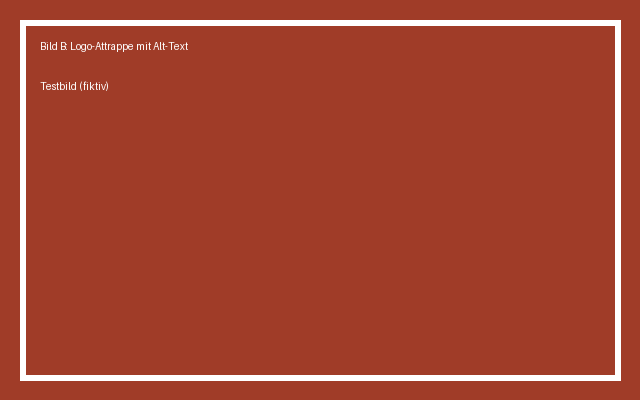 Bild B: Logo-Attrappe mit Alt-Text
Testbild (fiktiv)